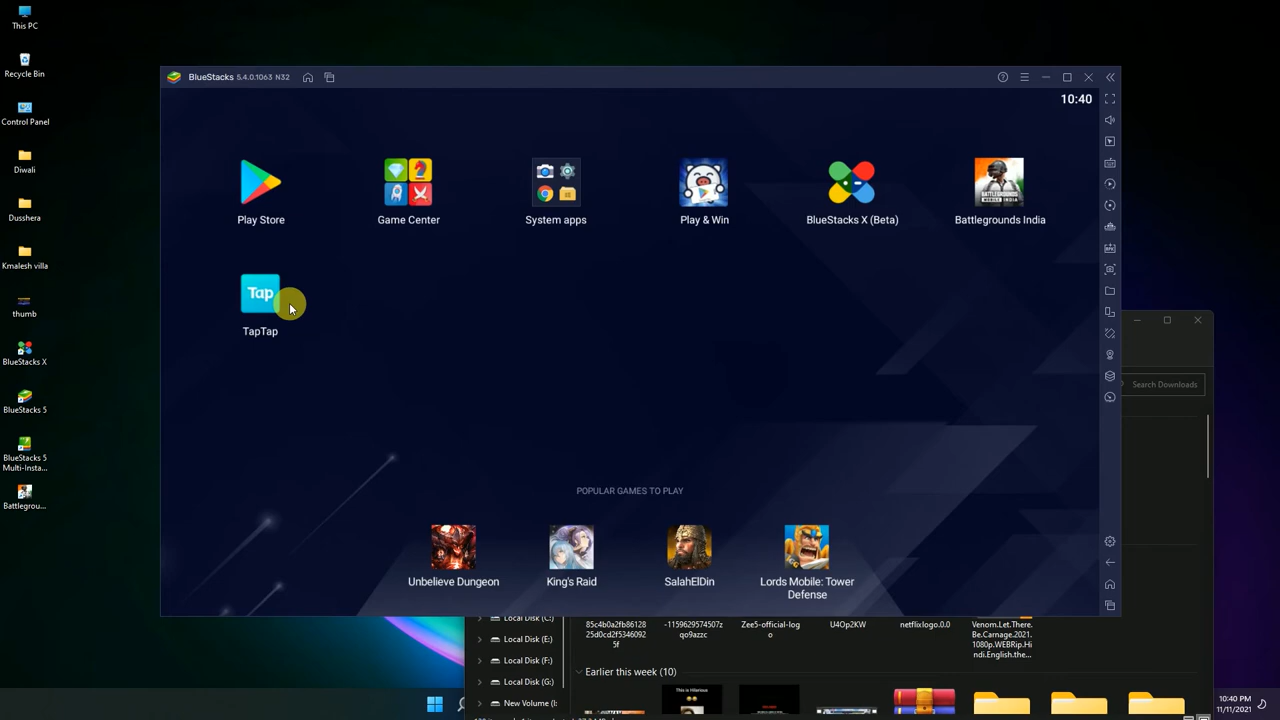 This PC
Recycle Bin
Control Panel
Diwali
Dusshera
Kmalesh villa
thumb
BlueStacks X
BlueStacks 5
BlueStacks 5
Multi-Insta...
Battlegrou...
BlueStacks 5.4.0.1063 N32
10:40
Play Store
Game Center
System apps
Play & Win
BlueStacks X (Beta)
Battlegrounds India
Tap
TapTap
POPULAR GAMES TO PLAY
Unbelieve Dungeon
King's Raid
SalahElDin
Lords Mobile: Tower
Defense
Search Downloads
Local Disk (E:)
Local Disk (F:)
Local Disk (G:)
New Volume (I:
85c4b0a2fb86128
25d0cd2f5346092
5f
-1159629574507z
qo9azzc
Zee5-official-log
o
U4Op2KW
netflixlogo.0.0
Venom.Let.There.
Be.Carnage.2021.
1080p.WEBRip.Hi
ndi.English.the...
Earlier this week (10)
This is Hilarious
10:40 PM
11/11/2021